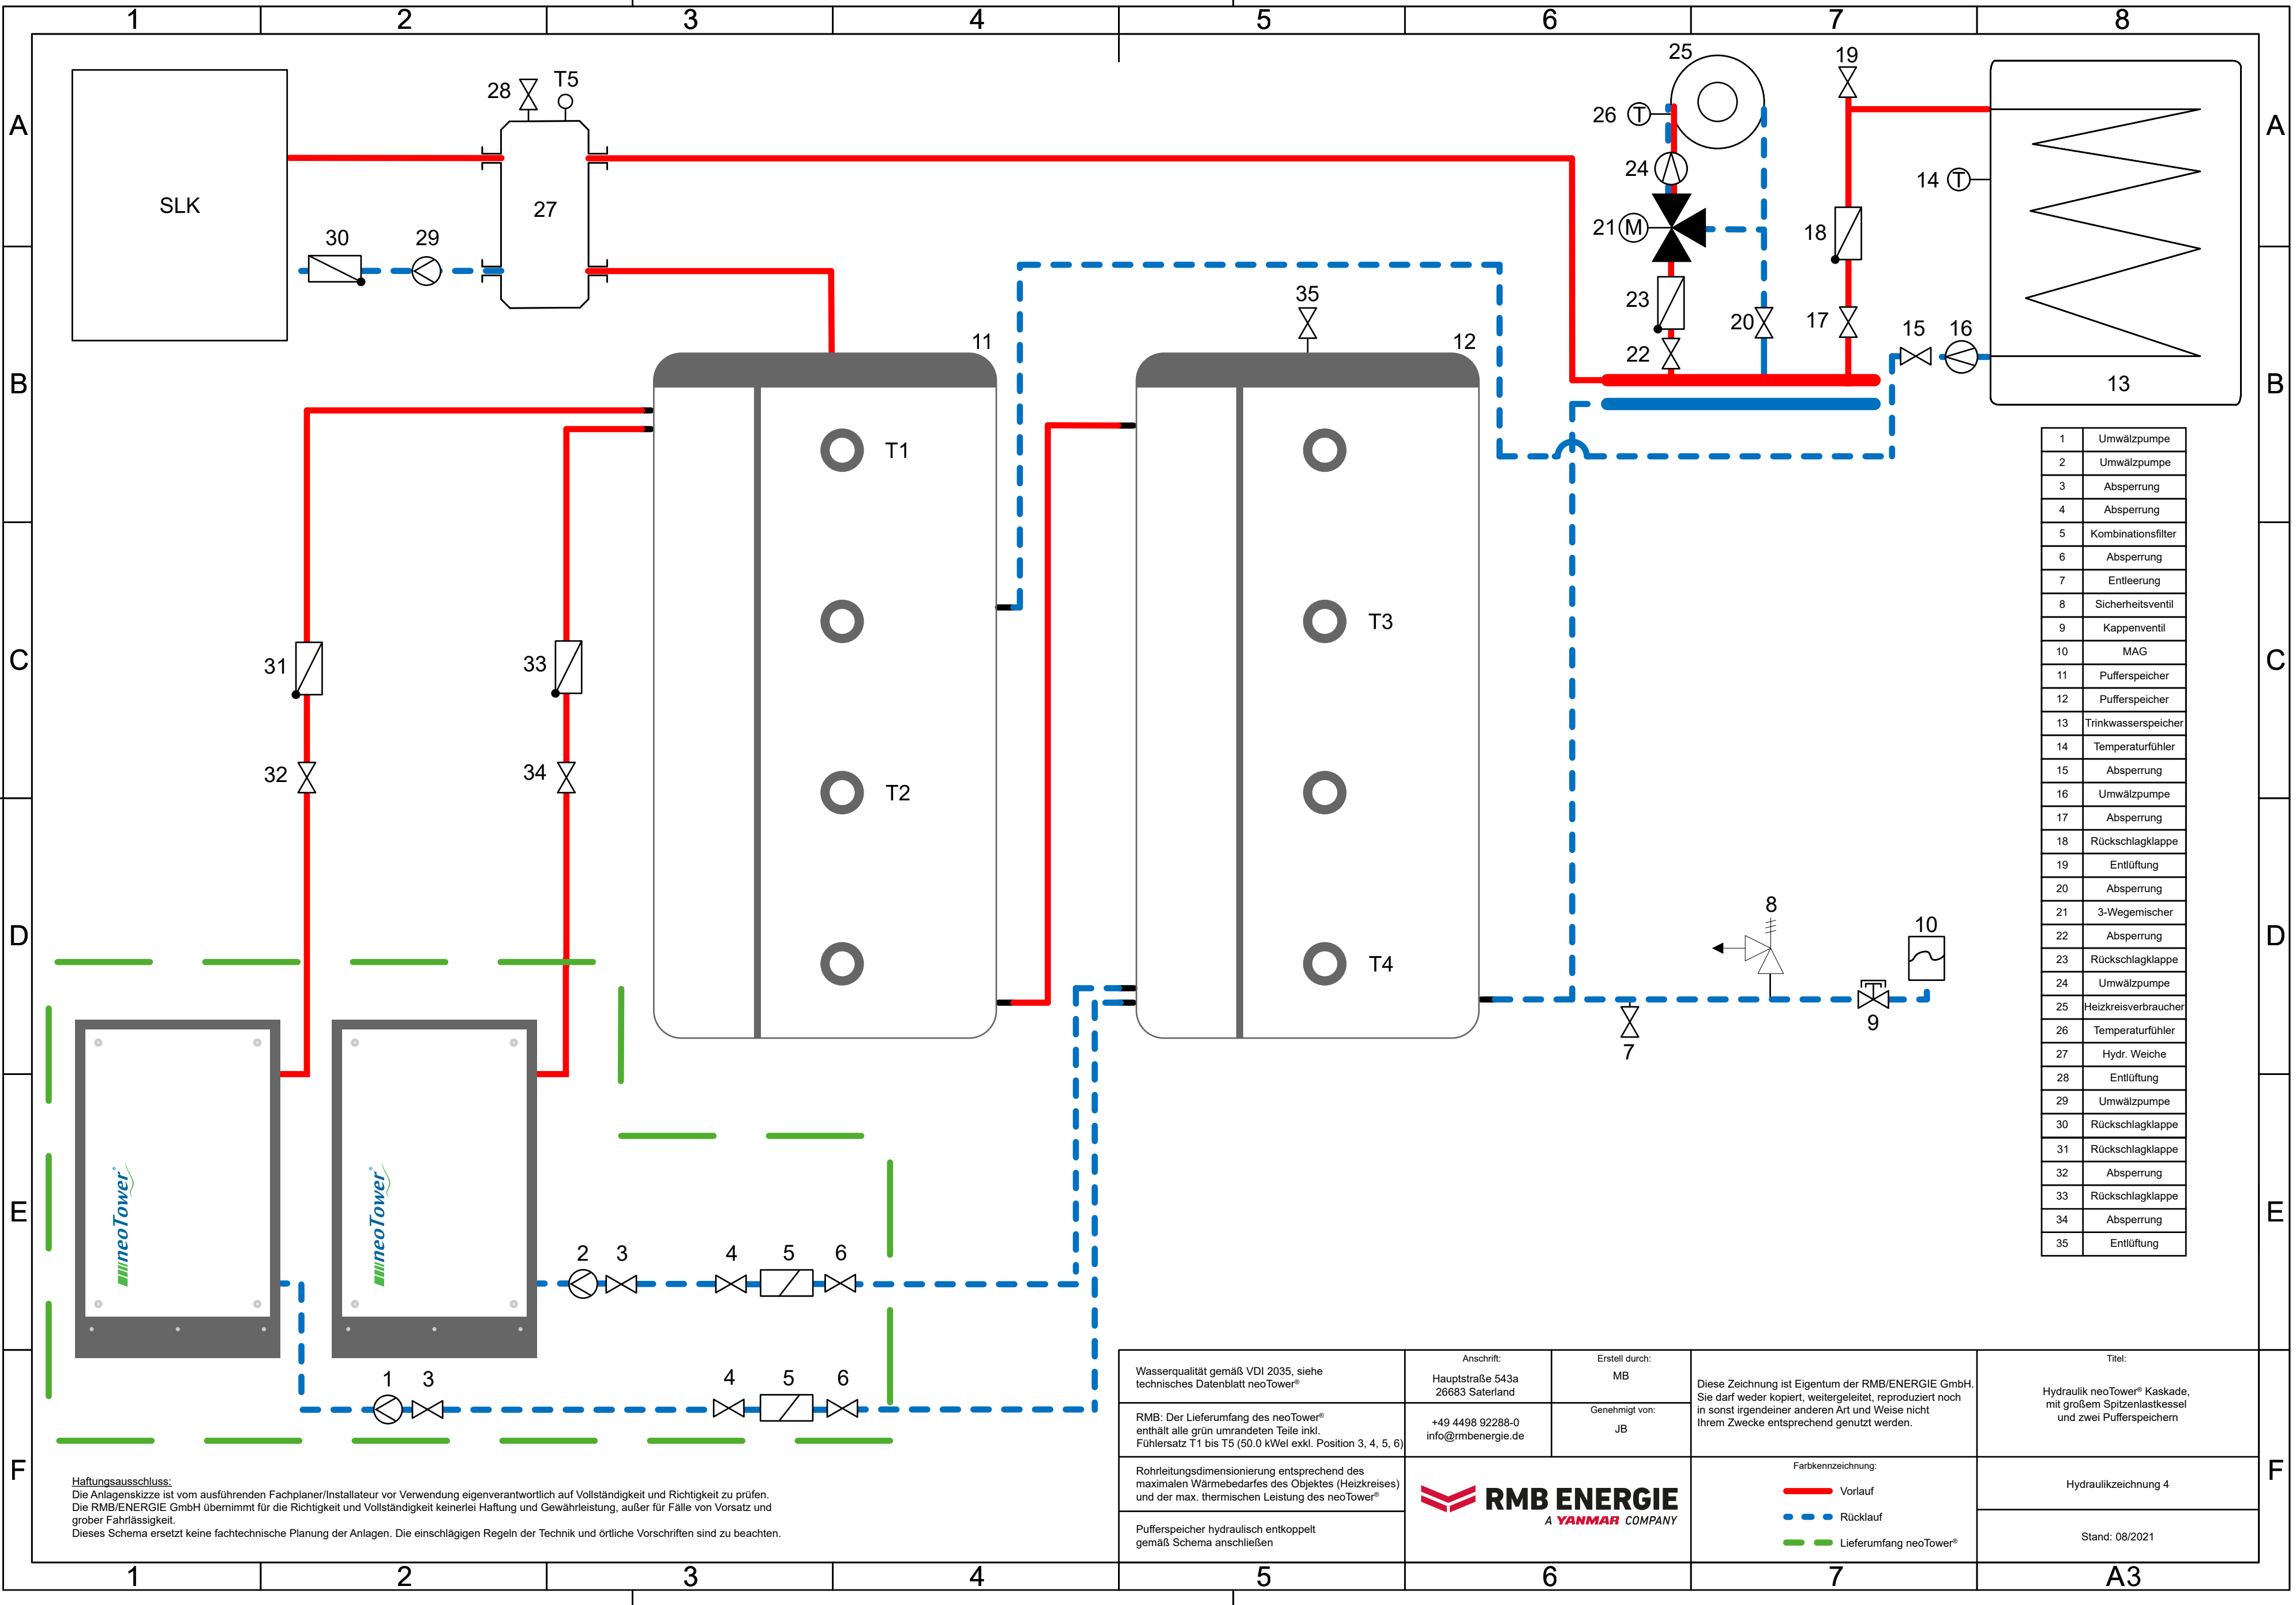 1 2 3 4 5 6 7 8
A A
B B
C C
D D
E E
F F
SLK
28 T5
27
30 29
25
26 T
24
21 M
23
22
20
19
18
17
14 T
15 16
13
11
35
12
T1
T2
T3
T4
31
32
33
34
8
10
7
9
neoTower®
neoTower®
2 3 4 5 6
1 3 4 5 6
1 Umwälzpumpe
2 Umwälzpumpe
3 Absperrung
4 Absperrung
5 Kombinationsfilter
6 Absperrung
7 Entleerung
8 Sicherheitsventil
9 Kappenventil
10 MAG
11 Pufferspeicher
12 Pufferspeicher
13 Trinkwasserspeicher
14 Temperaturfühler
15 Absperrung
16 Umwälzpumpe
17 Absperrung
18 Rückschlagklappe
19 Entlüftung
20 Absperrung
21 3-Wegemischer
22 Absperrung
23 Rückschlagklappe
24 Umwälzpumpe
25 Heizkreisverbraucher
26 Temperaturfühler
27 Hydr. Weiche
28 Entlüftung
29 Umwälzpumpe
30 Rückschlagklappe
31 Rückschlagklappe
32 Absperrung
33 Rückschlagklappe
34 Absperrung
35 Entlüftung
Haftungsausschluss:
Die Anlagenskizze ist vom ausführenden Fachplaner/Installateur vor Verwendung eigenverantwortlich auf Vollständigkeit und Richtigkeit zu prüfen.
Die RMB/ENERGIE GmbH übernimmt für die Richtigkeit und Vollständigkeit keinerlei Haftung und Gewährleistung, außer für Fälle von Vorsatz und
grober Fahrlässigkeit.
Dieses Schema ersetzt keine fachtechnische Planung der Anlagen. Die einschlägigen Regeln der Technik und örtliche Vorschriften sind zu beachten.
Wasserqualität gemäß VDI 2035, siehe
technisches Datenblatt neoTower®
RMB: Der Lieferumfang des neoTower®
enthält alle grün umrandeten Teile inkl.
Fühlersatz T1 bis T5 (50.0 kWel exkl. Position 3, 4, 5, 6)
Rohrleitungsdimensionierung entsprechend des
maximalen Wärmebedarfes des Objektes (Heizkreises)
und der max. thermischen Leistung des neoTower®
Pufferspeicher hydraulisch entkoppelt
gemäß Schema anschließen
Anschrift:
Hauptstraße 543a
26683 Saterland
+49 4498 92288-0
info@rmbenergie.de
Erstell durch:
MB
Genehmigt von:
JB
RMB ENERGIE
A YANMAR COMPANY
Diese Zeichnung ist Eigentum der RMB/ENERGIE GmbH.
Sie darf weder kopiert, weitergeleitet, reproduziert noch
in sonst irgendeiner anderen Art und Weise nicht
Ihrem Zwecke entsprechend genutzt werden.
Farbkennzeichnung:
Vorlauf
Rücklauf
Lieferumfang neoTower®
Titel:
Hydraulik neoTower® Kaskade,
mit großem Spitzenlastkessel
und zwei Pufferspeichern
Hydraulikzeichnung 4
Stand: 08/2021
1 2 3 4 5 6 7 A3